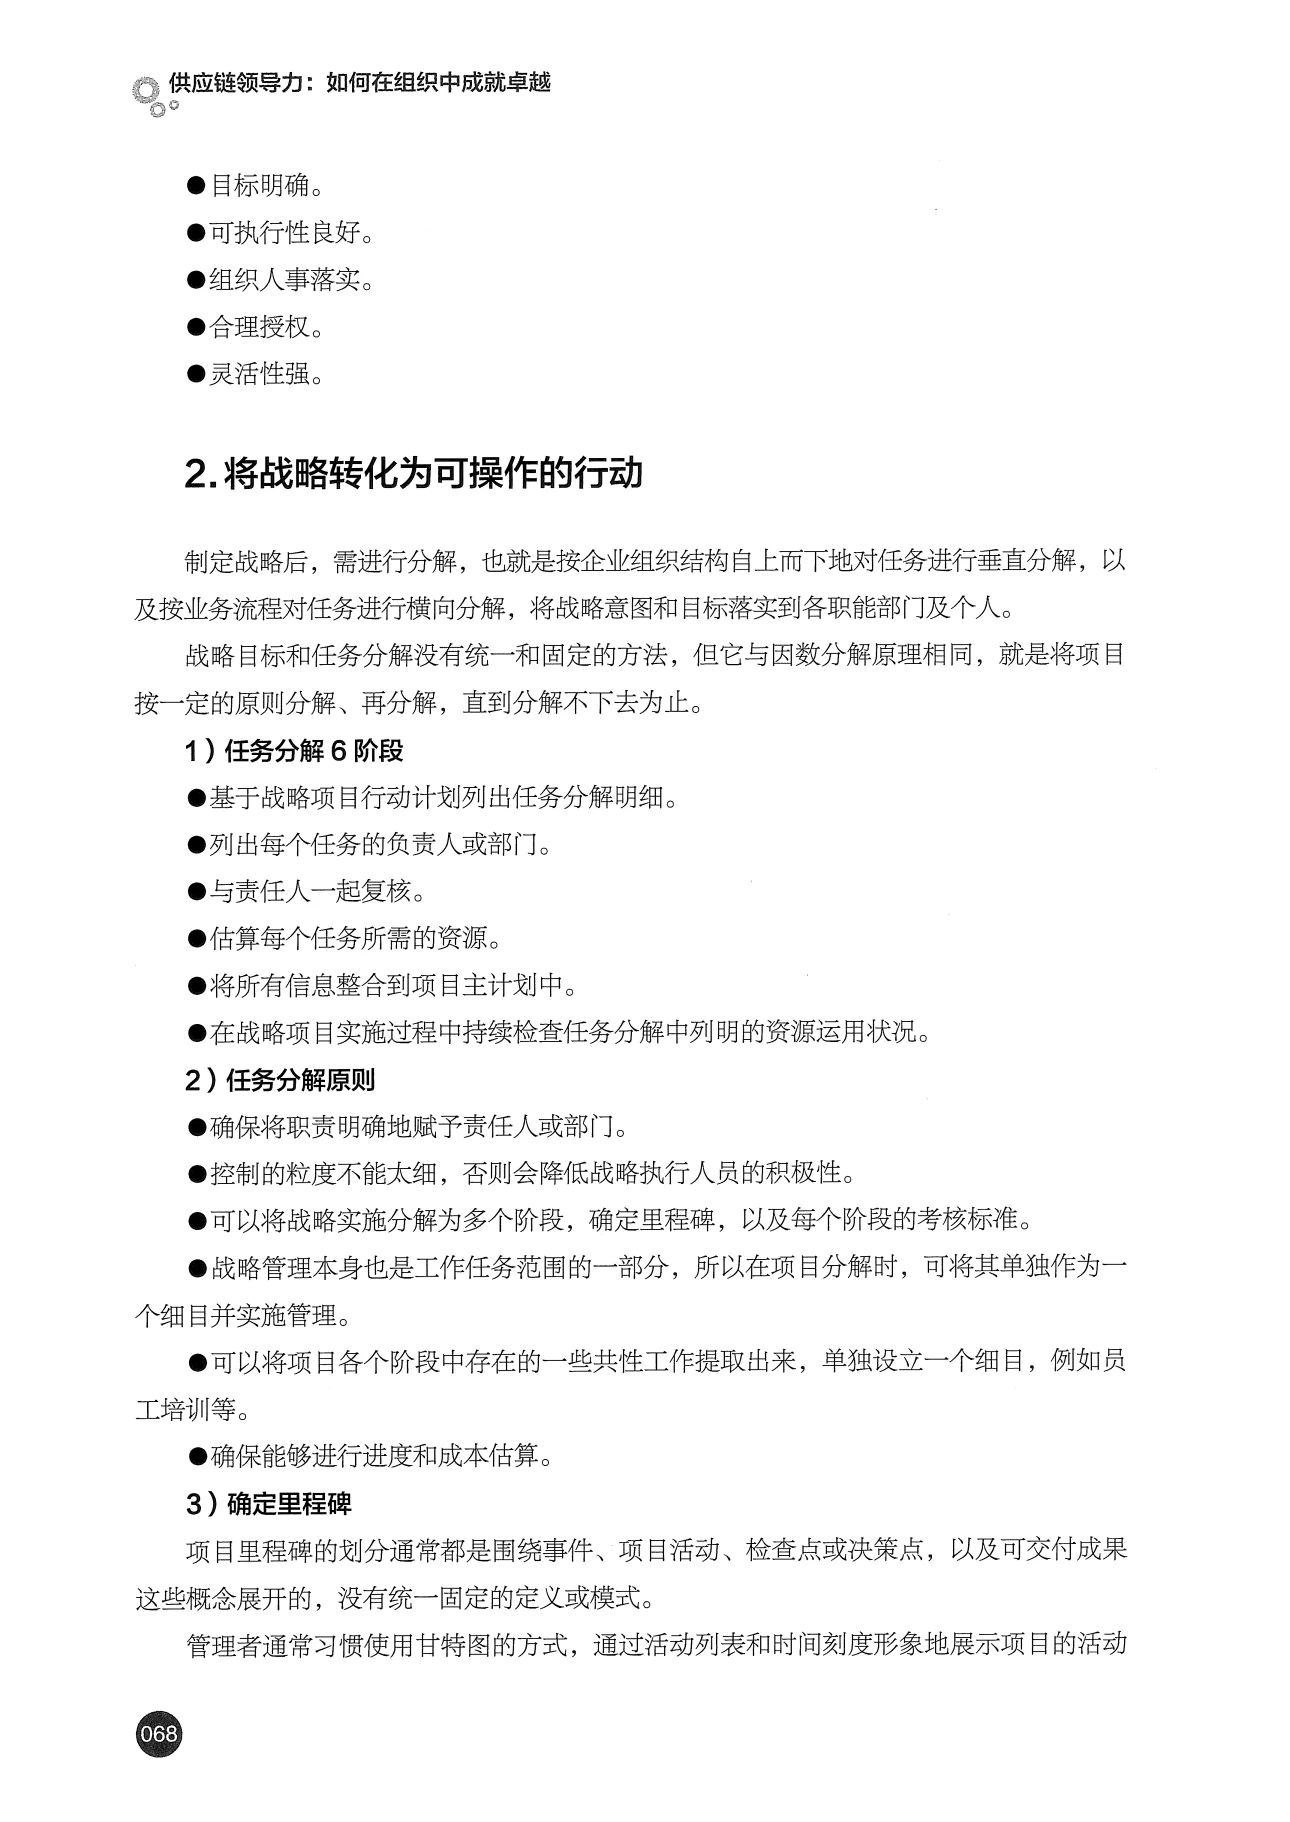 供应链领导力：如何在组织中成就卓越
●目标明确。
●可执行性良好。
●组织人事落实。
●合理授权。
●灵活性强。
2.将战略转化为可操作的行动
制定战略后，需进行分解，也就是按企业组织结构自上而下地对任务进行垂直分解，以
及按业务流程对任务进行横向分解，将战略意图和目标落实到各职能部门及个人。
战略目标和任务分解没有统一和固定的方法，但它与因数分解原理相同，就是将项目
按一定的原则分解、再分解，直到分解不下去为止。
1）任务分解 6 阶段
●基于战略项目行动计划列出任务分解明细。
●列出每个任务的负责人或部门。
●与责任人一起复核。
●估算每个任务所需的资源。
●将所有信息整合到项目主计划中。
●在战略项目实施过程中持续检查任务分解中列明的资源运用状况。
2）任务分解原则
●确保将职责明确地赋予责任人或部门。
●控制的粒度不能太细，否则会降低战略执行人员的积极性。
●可以将战略实施分解为多个阶段，确定里程碑，以及每个阶段的考核标准。
●战略管理本身也是工作任务范围的一部分，所以在项目分解时，可将其单独作为一
个细目并实施管理。
●可以将项目各个阶段中存在的一些共性工作提取出来，单独设立一个细目，例如员
工培训等。
●确保能够进行进度和成本估算。
3）确定里程碑
项目里程碑的划分通常都是围绕事件、项目活动、检查点或决策点，以及可交付成果
这些概念展开的，没有统一固定的定义或模式。
管理者通常习惯使用甘特图的方式，通过活动列表和时间刻度形象地展示项目的活动
068